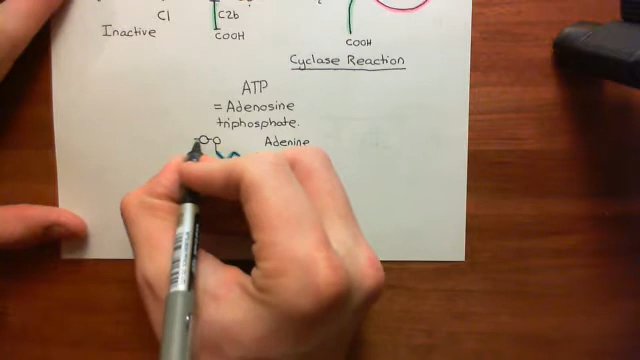 C1
C2b
Inactive
COOH
COOH
Cyclase Reaction
ATP
= Adenosine
triphosphate.
Adenine